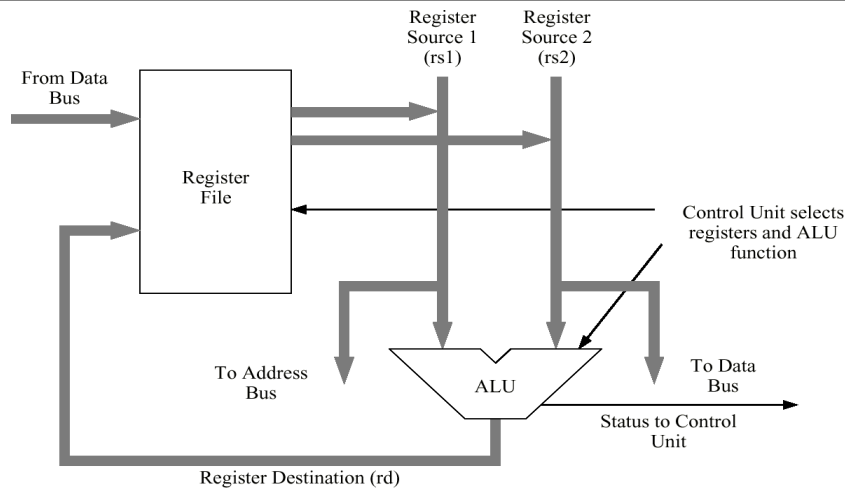 Register
Source 1
(rs1)
Register
Source 2
(rs2)
From Data
Bus
Register
File
Control Unit selects
registers and ALU
function
To Address
Bus
ALU
To Data
Bus
Status to Control
Unit
Register Destination (rd)